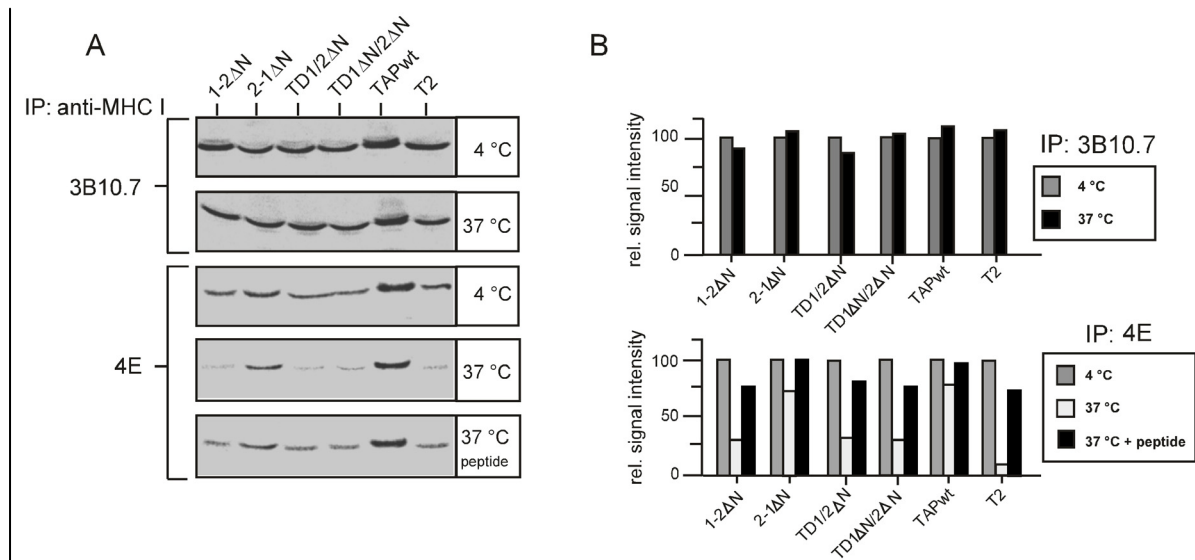 A
1-2ΔN
2-1ΔN
TD1/2ΔN
TD1ΔN/2ΔN
TAPwt
T2
IP: anti-MHC I
3B10.7
4 °C
37 °C
4E
4 °C
37 °C
37 °C
peptide
B
rel. signal intensity
100
50
0
1-2ΔN
2-1ΔN
TD1/2ΔN
TD1ΔN/2ΔN
TAPwt
T2
IP: 3B10.7
4 °C
37 °C
rel. signal intensity
100
50
0
1-2ΔN
2-1ΔN
TD1/2ΔN
TD1ΔN/2ΔN
TAPwt
T2
IP: 4E
4 °C
37 °C
37 °C + peptide